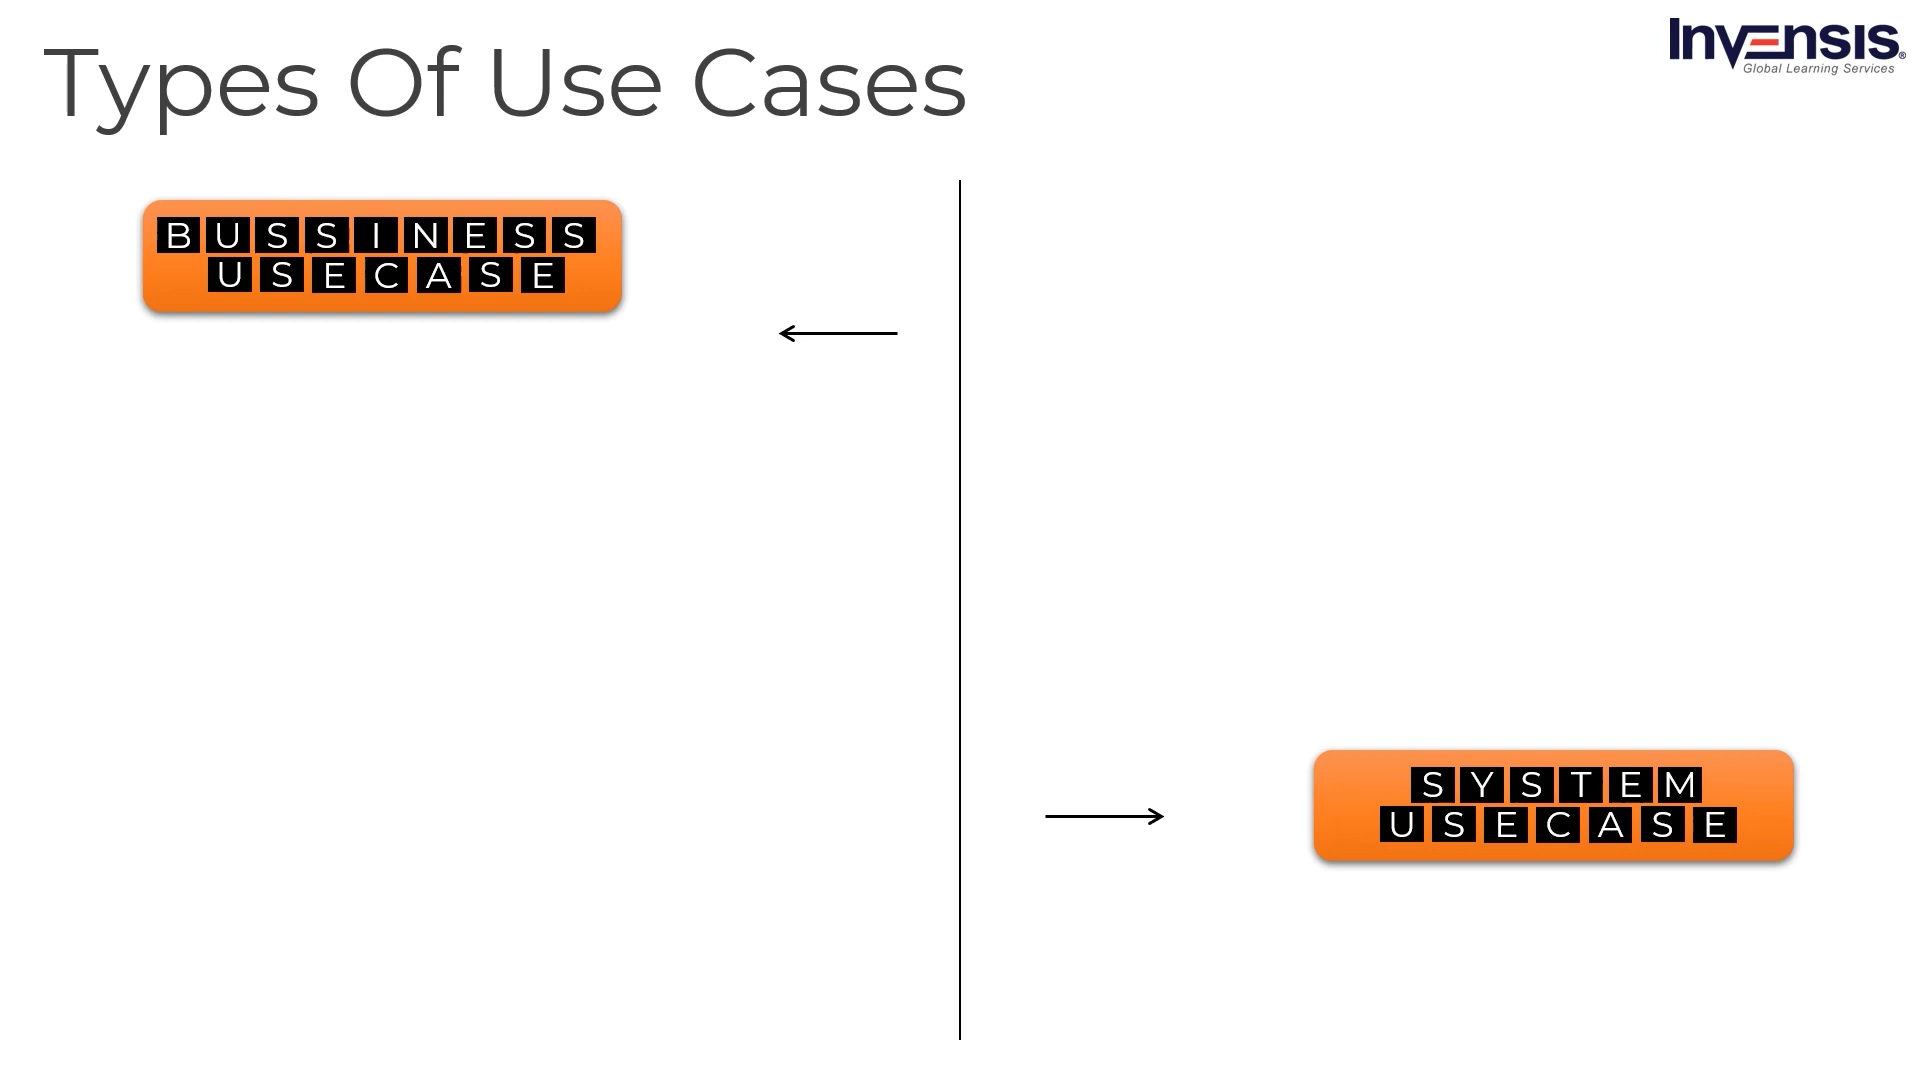 Types Of Use Cases
Invensis®
Global Learning Services
BUSSINESS
USECASE
SYSTEM
USECASE